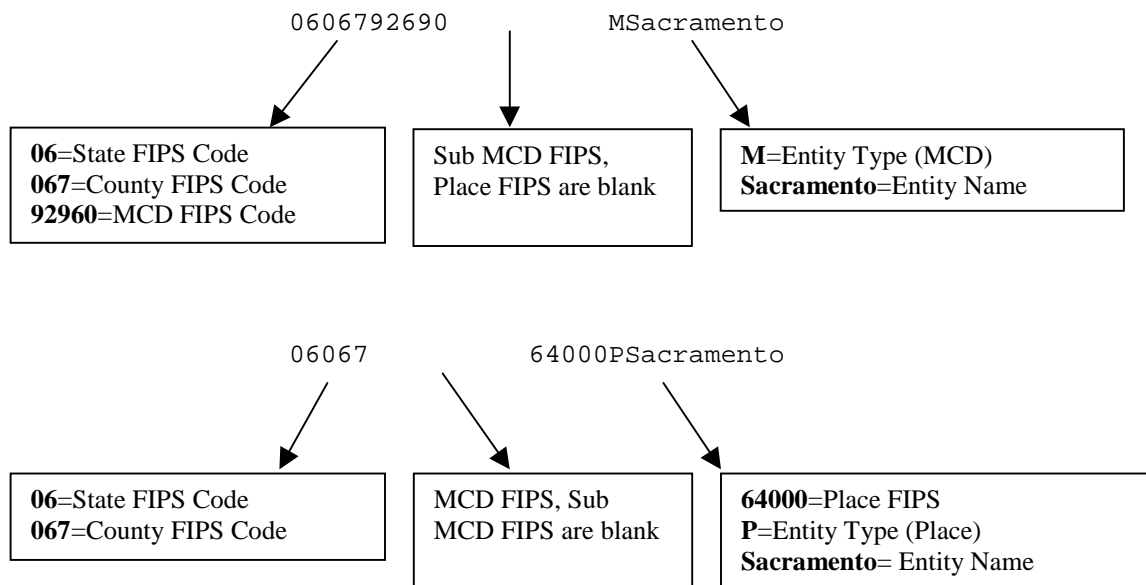 0606792690 MSacramento
06=State FIPS Code
067=County FIPS Code
92960=MCD FIPS Code
Sub MCD FIPS,
Place FIPS are blank
M=Entity Type (MCD)
Sacramento=Entity Name
06067 64000PSacramento
06=State FIPS Code
067=County FIPS Code
MCD FIPS, Sub
MCD FIPS are blank
64000=Place FIPS
P=Entity Type (Place)
Sacramento= Entity Name